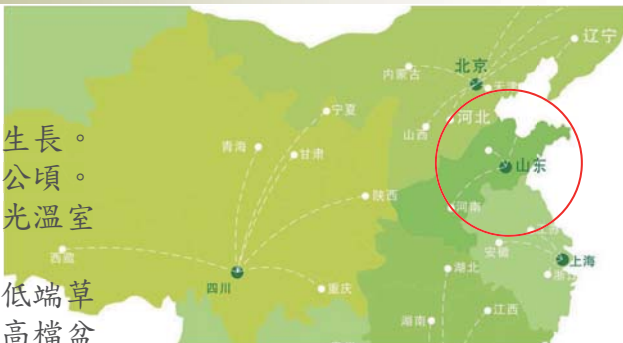 辽宁
北京
内蒙古
天津
宁夏
河北
山西
生長。
青海
甘肃
公頃。
山东
陕西
光溫室
河南
安徽
西藏
上海
四川
湖北
重庆
低端草
江西
湖南
高檔盆